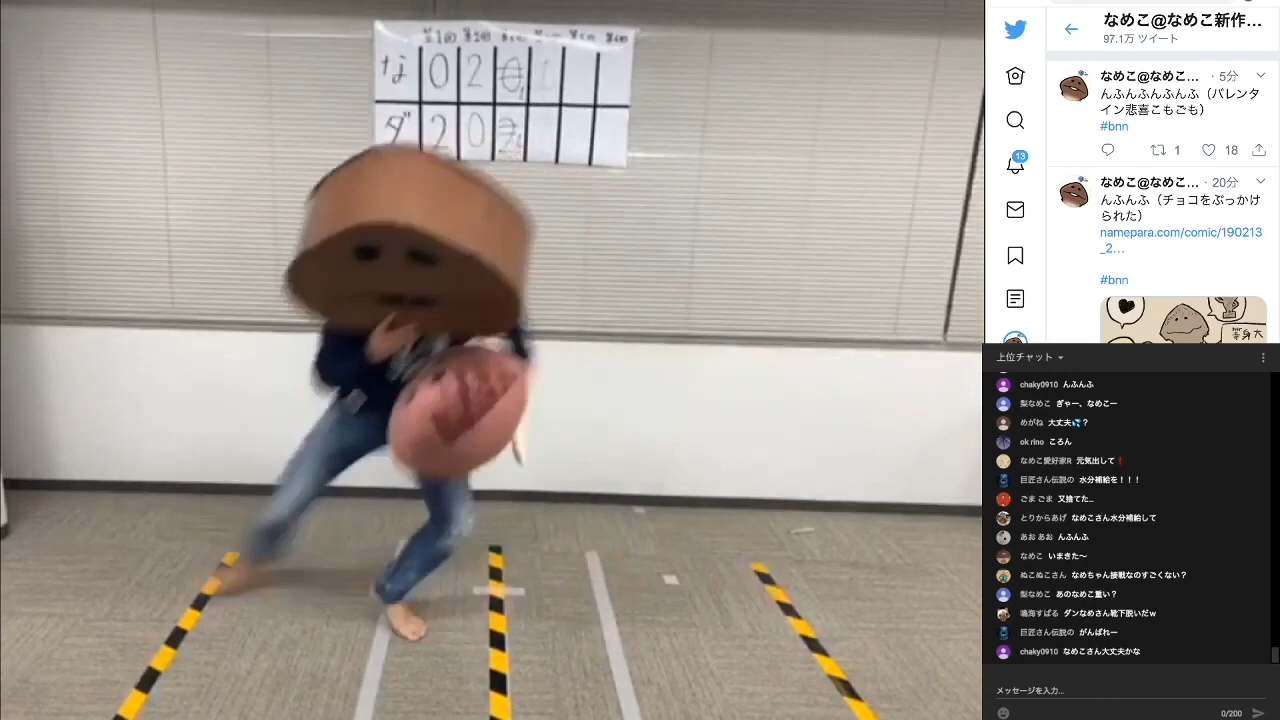 な 0 2 0 1
ダ 2 0
なめこ@なめこ新作…
97.1万 ツイート
なめこ@なめこ… · 5分
んふんふんふんふ（バレンタ
イン悲喜こもごも）
#bnn
1 18
13
なめこ@なめこ… · 20分
んふんふ（チョコをぶっかけ
られた）
namepara.com/comic/190213
_2…
#bnn
等身大
上位チャット
chaky0910 んふんふ
梨なめこ ぎゃー、なめこー
めがね 大丈夫💦？
ok rino ころん
なめこ愛好家R 元気出して❗
巨匠さん伝説の 水分補給を！！！
ごま ごま 又捨てた…
とりからあげ なめこさん水分補給して
あお あお んふんふ
なめこ いまきた〜
ぬこぬこさん なめちゃん接戦なのすごくない？
梨なめこ あのなめこ重い？
鳴海すばる ダンなめさん靴下脱いだw
巨匠さん伝説の がんばれー
chaky0910 なめこさん大丈夫かな
メッセージを入力...
0/200